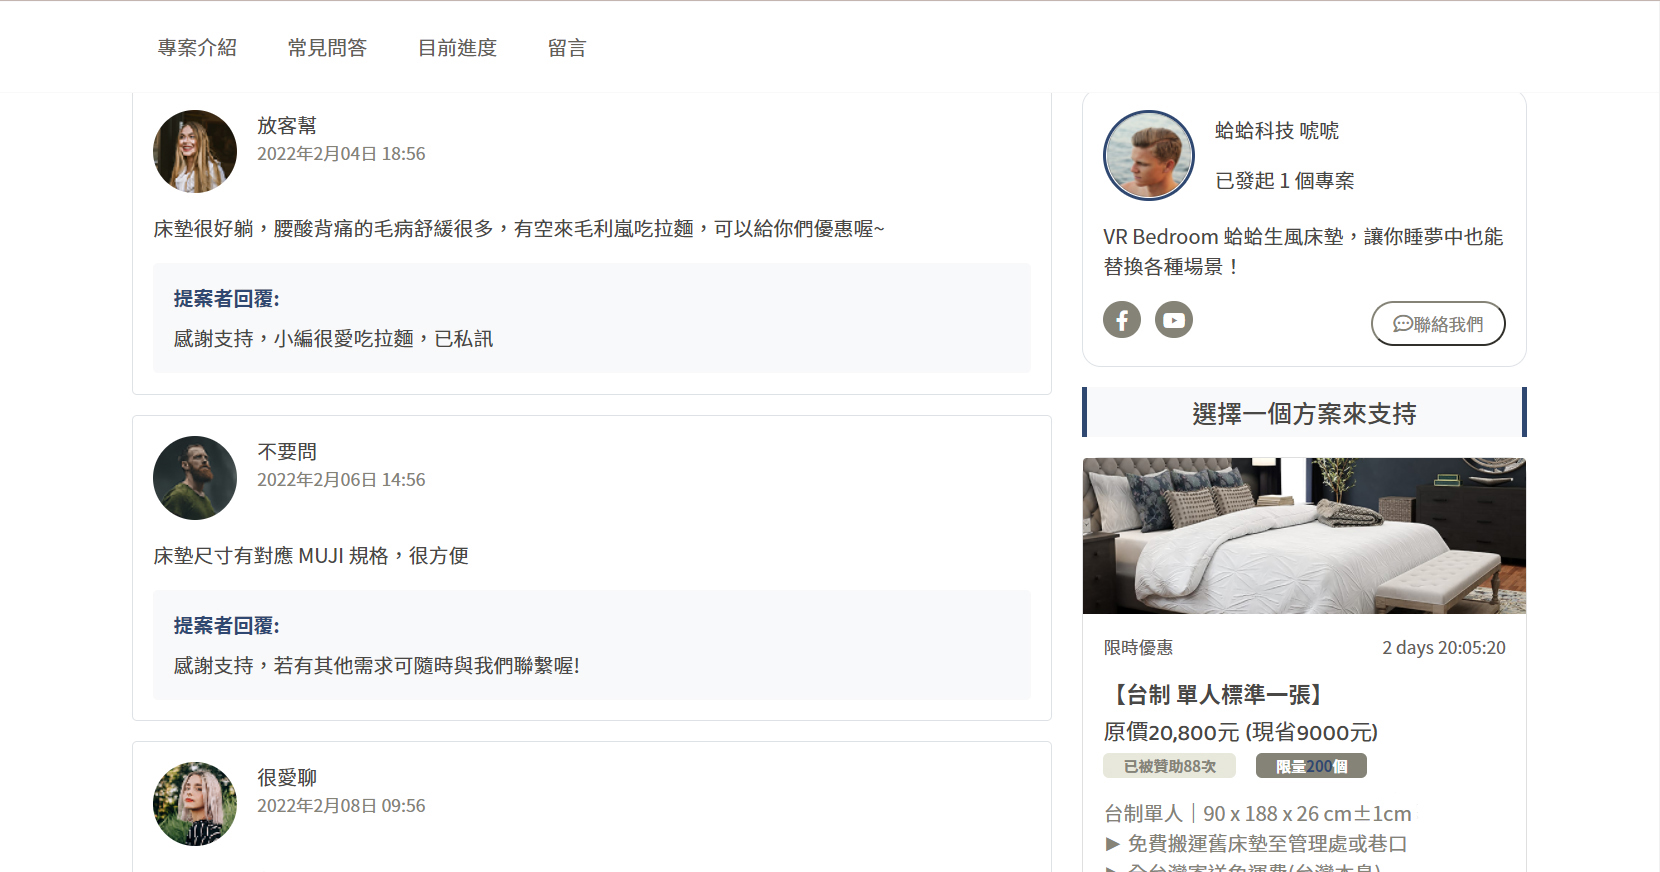 專案介紹
常見問答
目前進度
留言
放客幫
2022年2月04日 18:56
床墊很好躺，腰酸背痛的毛病舒緩很多，有空來毛利嵐吃拉麵，可以給你們優惠喔~
提案者回覆:
感謝支持，小編很愛吃拉麵，已私訊
不要問
2022年2月06日 14:56
床墊尺寸有對應 MUJI 規格，很方便
提案者回覆:
感謝支持，若有其他需求可隨時與我們聯繫喔!
很愛聊
2022年2月08日 09:56
蛤蛤科技 唬唬
已發起 1 個專案
VR Bedroom 蛤蛤生風床墊，讓你睡夢中也能
替換各種場景！
聯絡我們
選擇一個方案來支持
限時優惠
2 days 20:05:20
【台制 單人標準一張】
原價20,800元 (現省9000元)
已被贊助88次
限量200個
台制單人｜90 x 188 x 26 cm±1cm
► 免費搬運舊床墊至管理處或巷口
► 全台灣寄送免運費(台灣本島)